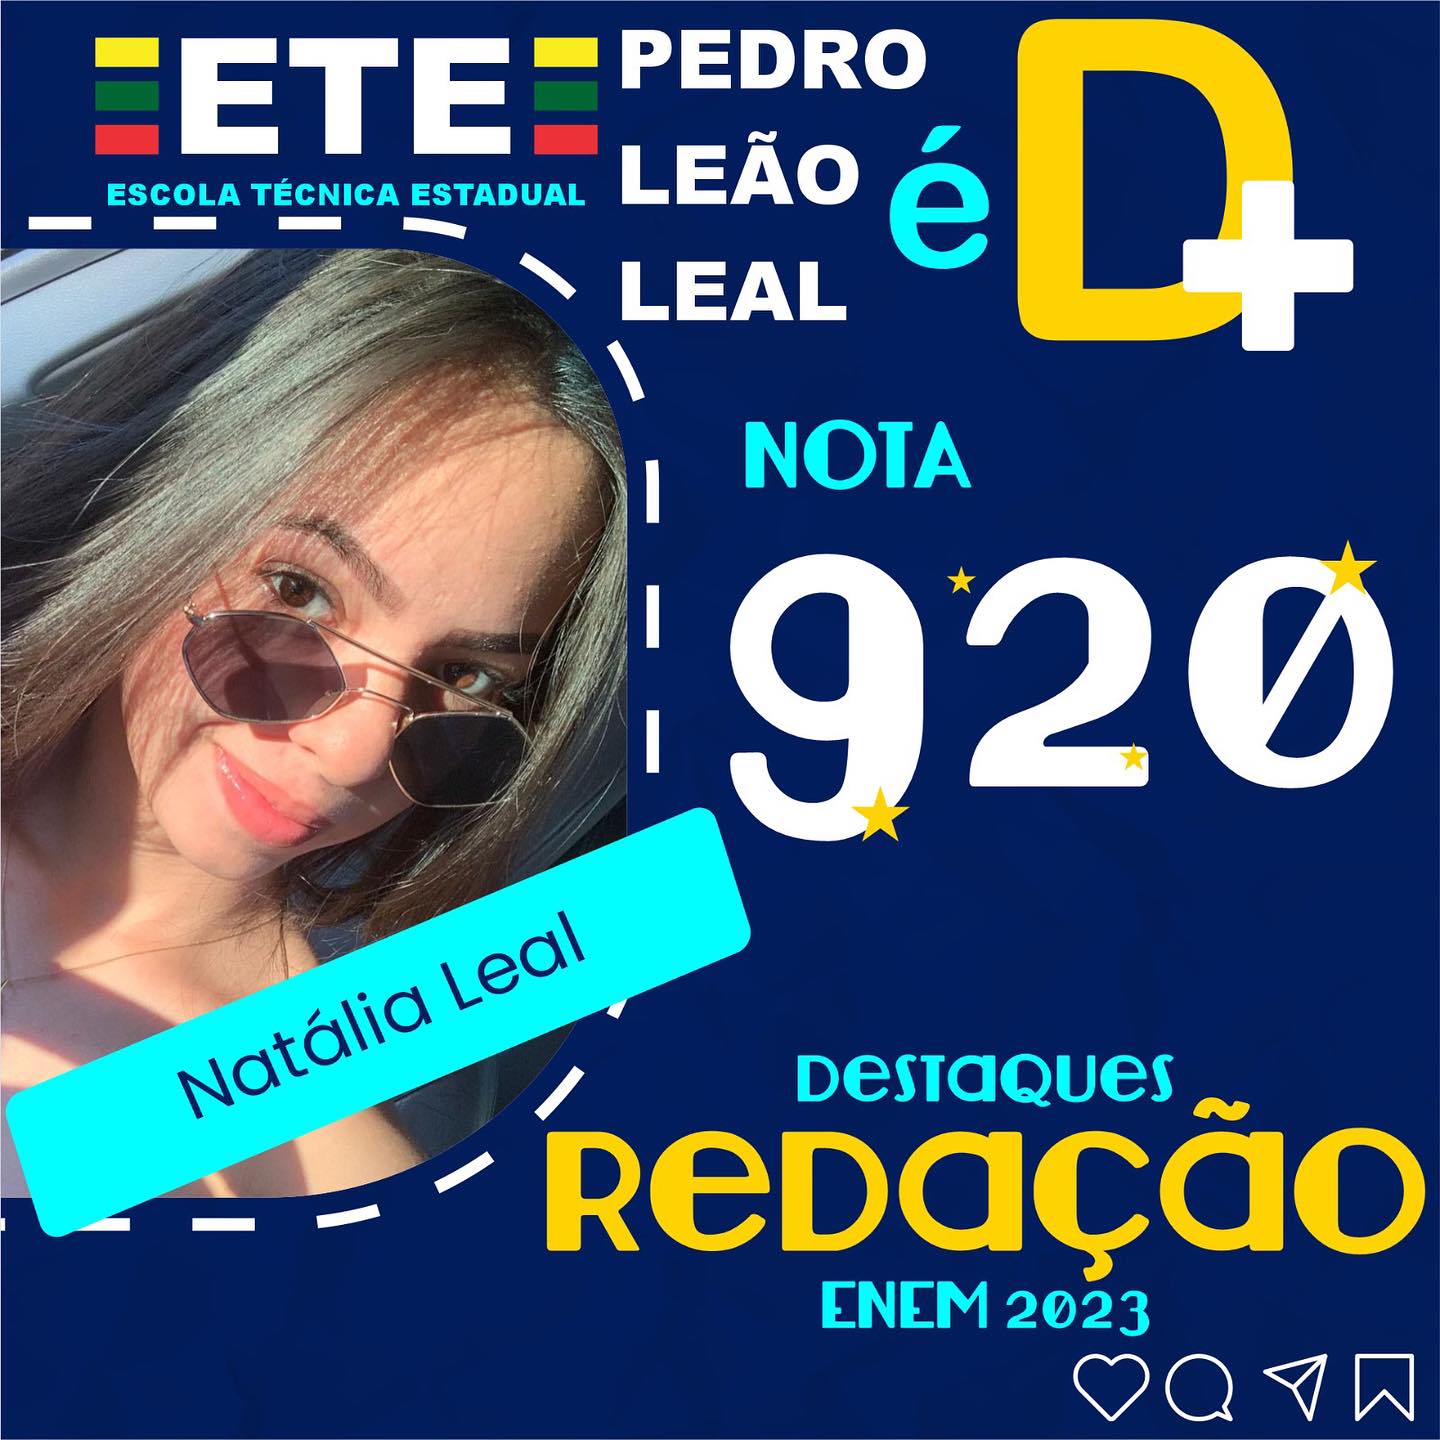 ETE
ESCOLA TÉCNICA ESTADUAL
PEDRO
LEÃO
LEAL
é D+
NOTA
920
Natália Leal
Destaques
Redação
ENEM 2023